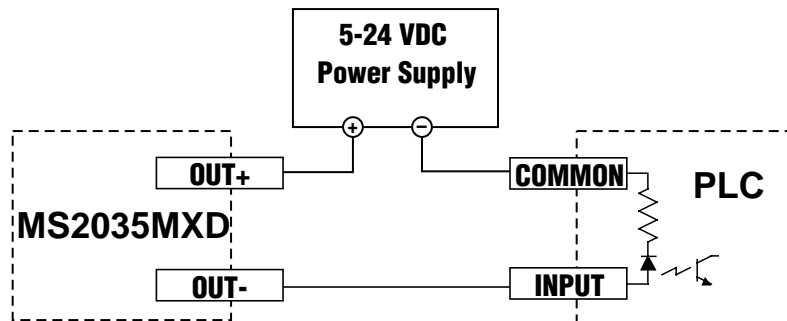 5-24 VDC
Power Supply
+ −
OUT+
COMMON
PLC
MS2035MXD
OUT-
INPUT